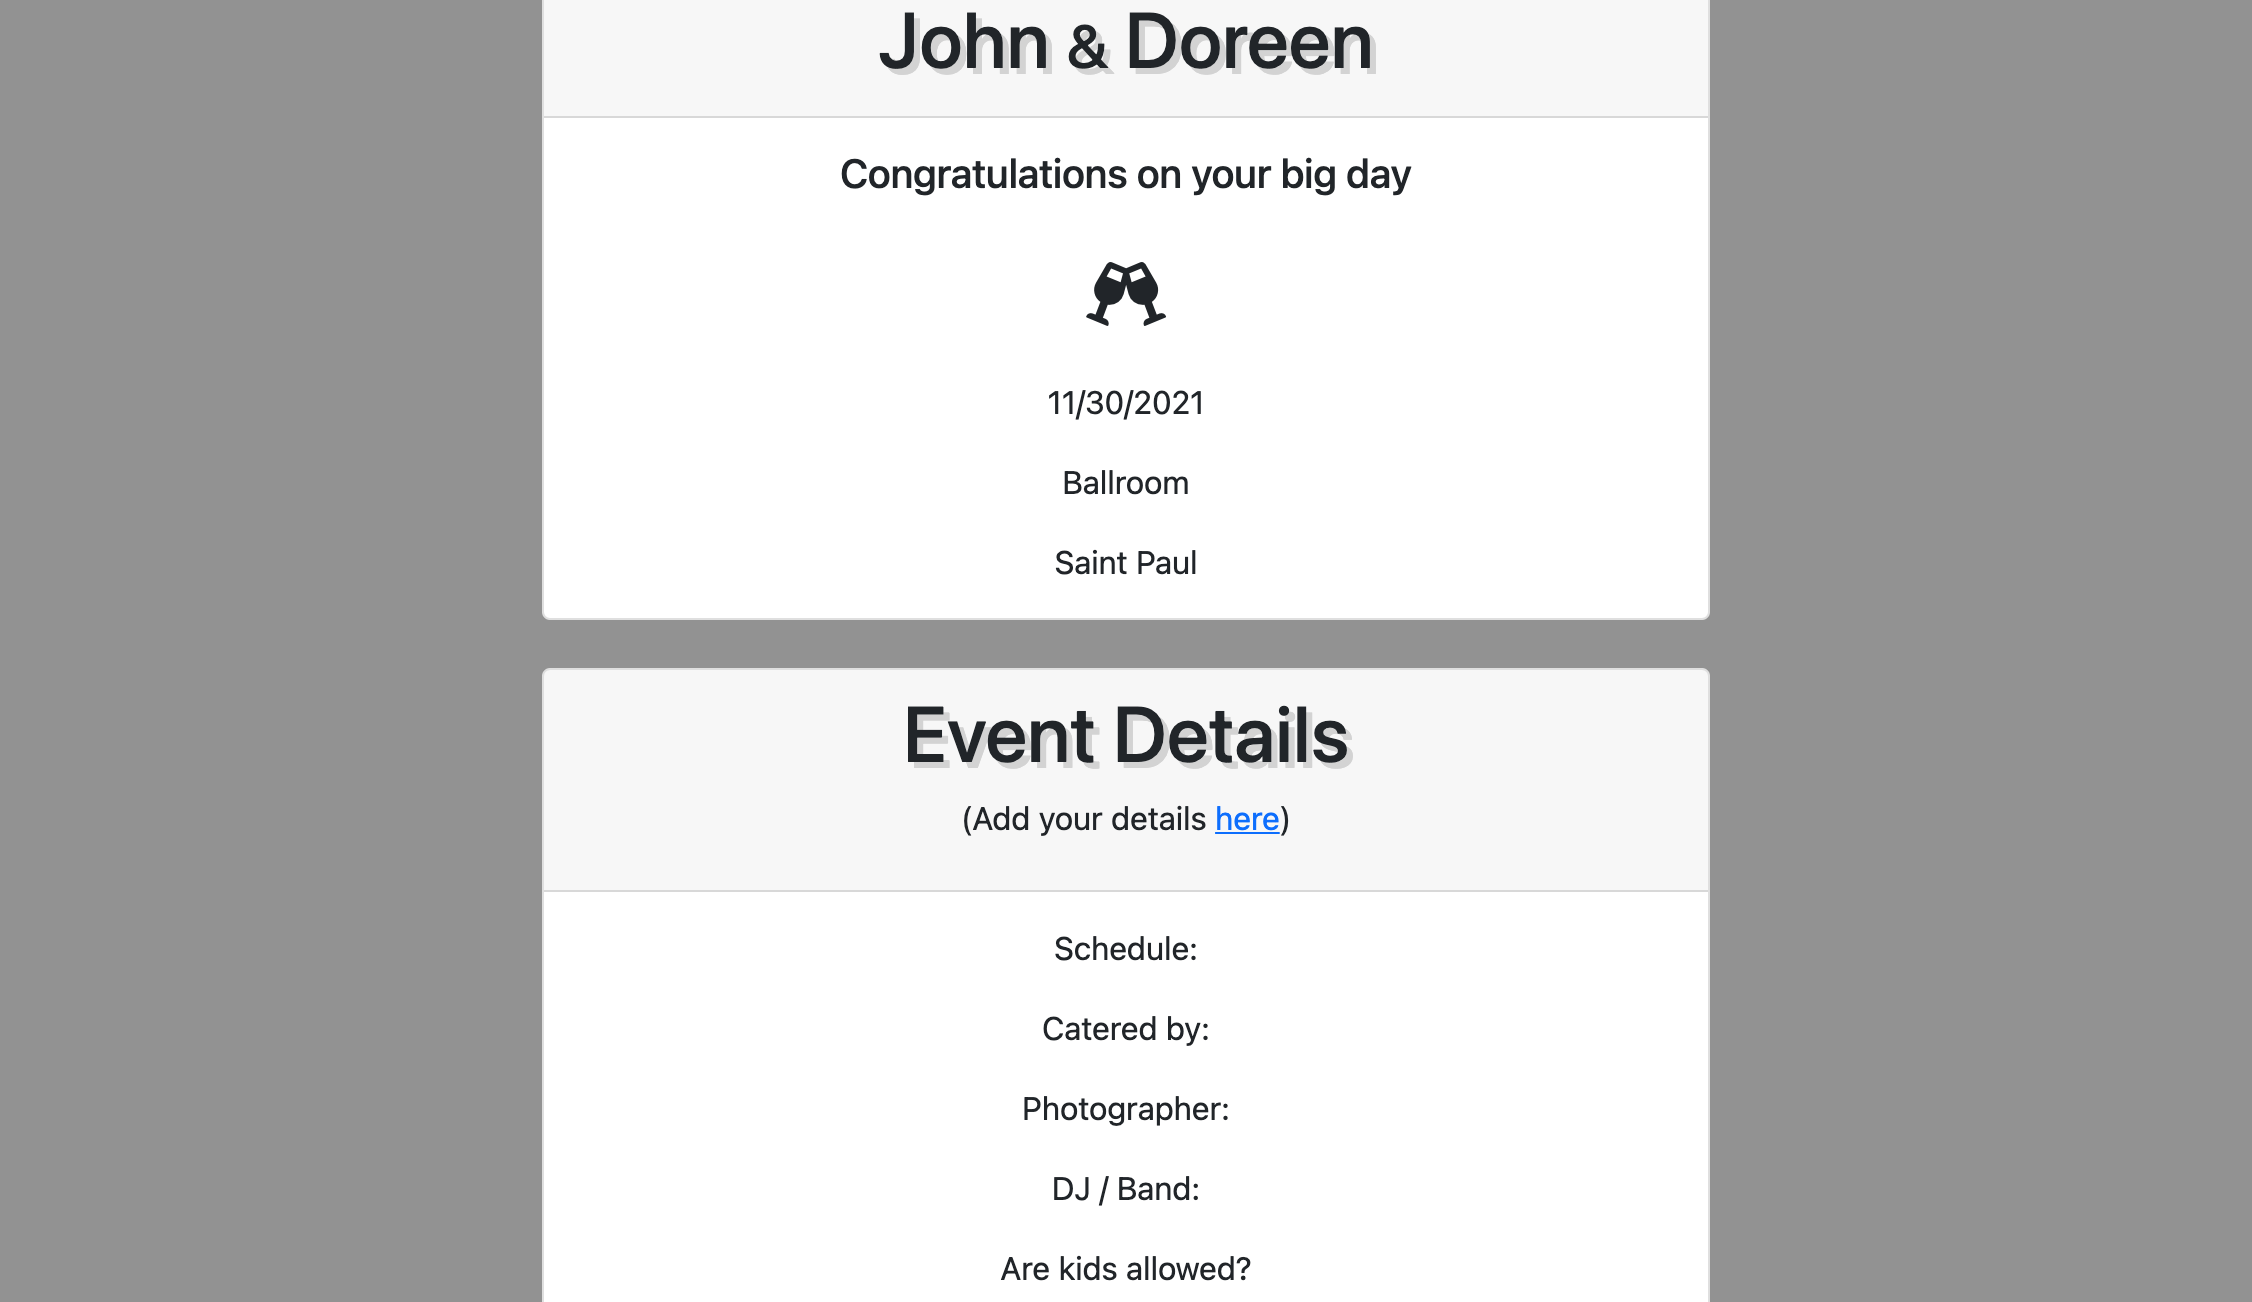 John & Doreen
Congratulations on your big day
11/30/2021
Ballroom
Saint Paul
Event Details
(Add your details here)
Schedule:
Catered by:
Photographer:
DJ / Band:
Are kids allowed?